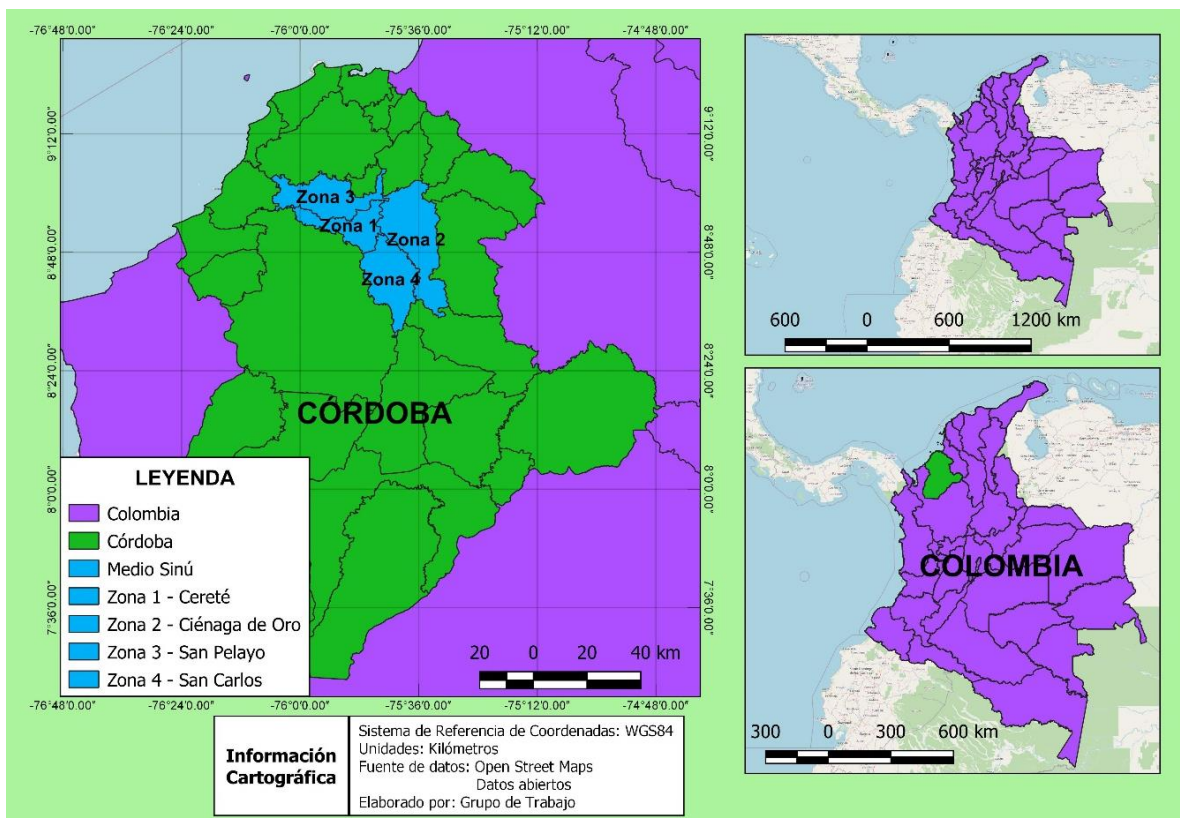 -76°48'0.00" -76°24'0.00" -76°0'0.00" -75°36'0.00" -75°12'0.00" -74°48'0.00"
9°12'0.00" 9°12'0.00"
8°48'0.00" 8°48'0.00"
8°24'0.00" 8°24'0.00"
8°0'0.00" 8°0'0.00"
7°36'0.00" 7°36'0.00"
Zona 3
Zona 1
Zona 2
Zona 4
CÓRDOBA
LEYENDA
Colombia
Córdoba
Medio Sinú
Zona 1 - Cereté
Zona 2 - Ciénaga de Oro
Zona 3 - San Pelayo
Zona 4 - San Carlos
20 0 20 40 km
-76°48'0.00" -76°24'0.00" -76°0'0.00" -75°36'0.00" -75°12'0.00" -74°48'0.00"
Información
Cartográfica
Sistema de Referencia de Coordenadas: WGS84
Unidades: Kilómetros
Fuente de datos: Open Street Maps
Datos abiertos
Elaborado por: Grupo de Trabajo
600 0 600 1200 km
COLOMBIA
300 0 300 600 km